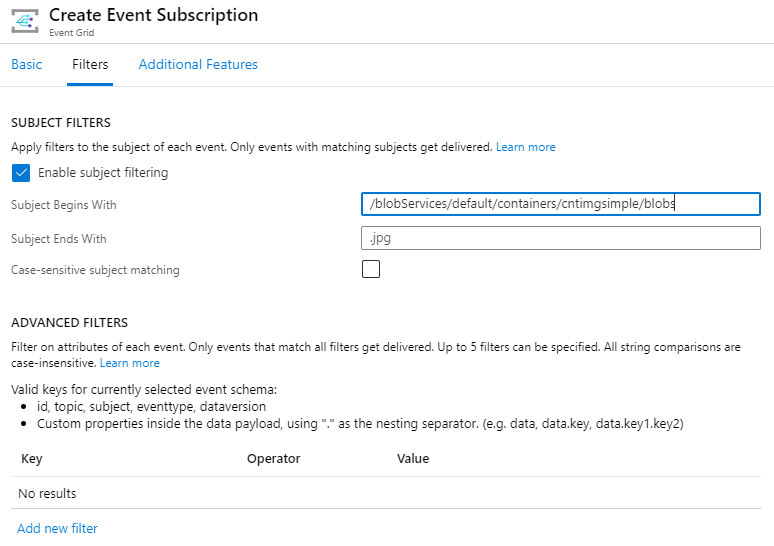 Create Event Subscription
Event Grid
Basic Filters Additional Features
SUBJECT FILTERS
Apply filters to the subject of each event. Only events with matching subjects get delivered. Learn more
Enable subject filtering
Subject Begins With /blobServices/default/containers/cntimgsimple/blobs
Subject Ends With .jpg
Case-sensitive subject matching
ADVANCED FILTERS
Filter on attributes of each event. Only events that match all filters get delivered. Up to 5 filters can be specified. All string comparisons are
case-insensitive. Learn more
Valid keys for currently selected event schema:
• id, topic, subject, eventtype, dataversion
• Custom properties inside the data payload, using "." as the nesting separator. (e.g. data, data.key, data.key1.key2)
Key Operator Value
No results
Add new filter